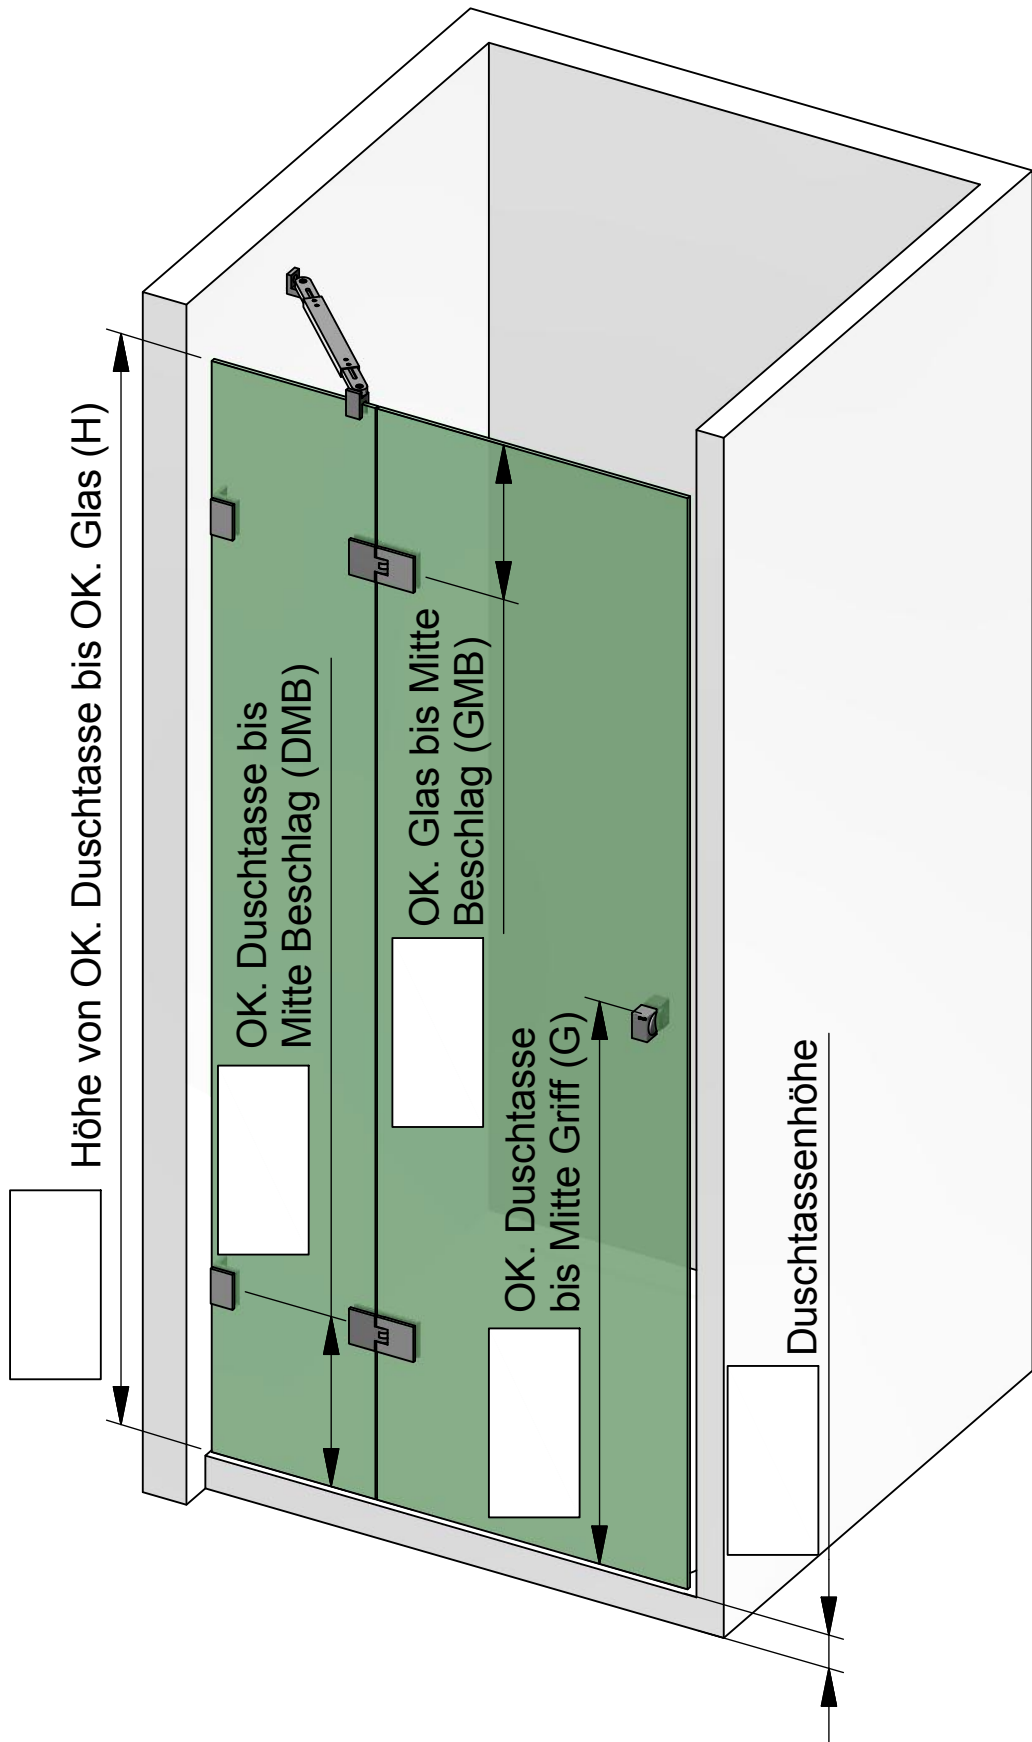 Höhe von OK. Duschtasse bis OK. Glas (H)
OK. Duschtasse bis
Mitte Beschlag (DMB)
OK. Glas bis Mitte
Beschlag (GMB)
OK. Duschtasse
bis Mitte Griff (G)
Duschtassenhöhe